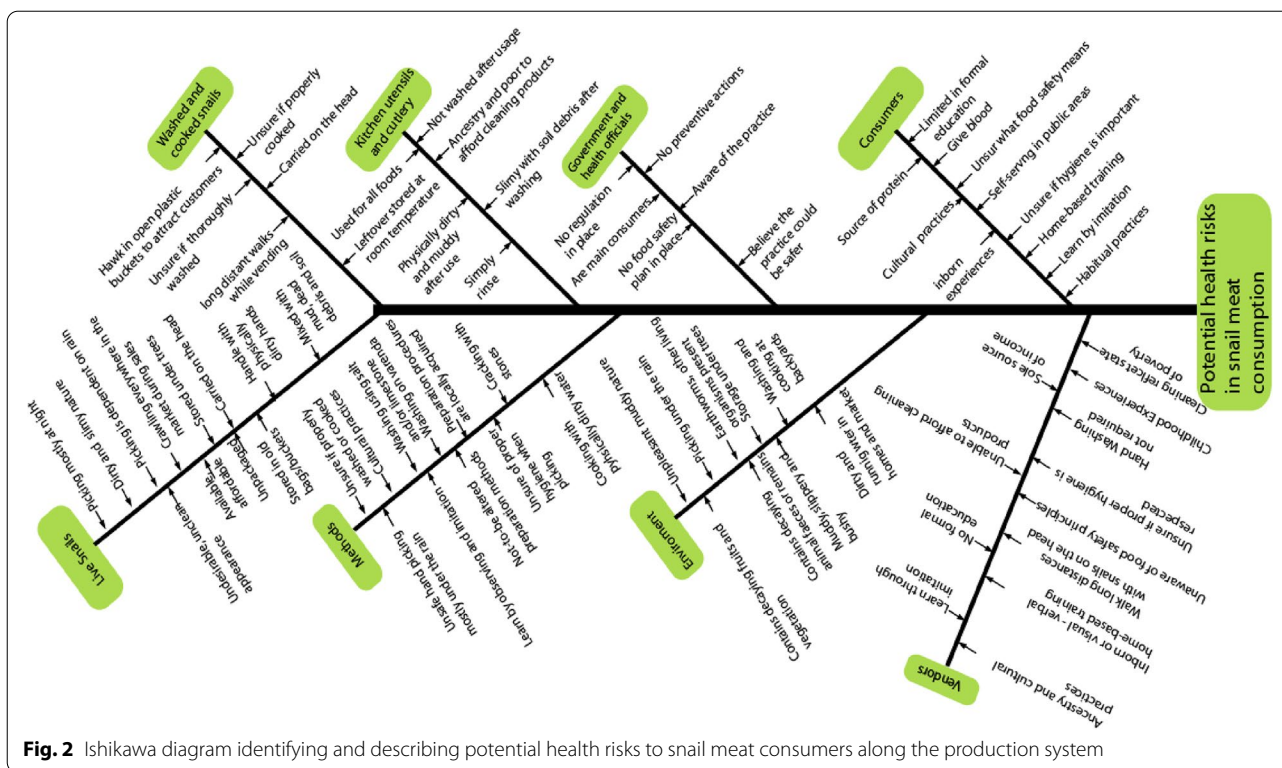 Washed and
cooked snails
Hawk in open plastic
buckets to attract customers
Unsure if thoroughly
washed
long distant walks
while vending
Unsure if properly
cooked
Carried on the head
Kitchen utensils
and cutlery
Used for all foods
Leftover stored at
room temperature
Physically dirty
and muddy
after use
Simply
rinse
Not washed after usage
Ancestry and poor to
afford cleaning products
Slimy with soil debris after
washing
Government and
health officials
No regulation
in place
Are main consumers
No food safety
plan in place
No preventive actions
Aware of the practice
Believe the
practice could
be safer
Consumers
Source of protein
Cultural practices
inborn
experiences
Limited in formal
education
Give blood
Unsur what food safety means
Self-serving in public areas
Unsure if hygiene is important
Home-based training
Learn by imitation
Habitual practices
Potential health risks
in snail meat
consumption
Live Snails
Picing mostly at night
Dirty and slimy nature
Picking is dependent on rain
Cawling everywhere in the
market during sales
Stored under trees
Carried on the head
Handle with
physically
dirty hands
Mixed with
mud, dead
debris and soil
Undesirable, unclean
appearance
Available
affordable
Unpackaged
Stored in old
bags/buckets
Methods
Unsure if properly
washed or cooked
Cultural practices
Washing using salt
and/or limestone
Washing on varenda
Preparation procedures
are locally acquired
Cracking with
stones
Unsafe hand picking
mostly under the rain
Learn by observing and imitation
Not-to-be altered
preparation methods
Unsure of proper
hygiene when
picking
Cooking with
pysically dirty water
Enviroment
Unpleasant muddy nature
Picking under the rain
Earthworms, other living
organisms present
Sorage under trees
Washing and
cooking at
backyards
Contains decaying fruits and
vegetation
Contains decaying
animal faeces or remains
Muddy, slippery and
bushy
Dirty and
running water in
homes and market
Vendors
Learn through
imitation
No formal
education
Unable to afford cleaning
products
Sole source
of income
Ancestry and cultural
practices
Inborn or visual - verbal
home-based training
Walk long distances
with snails on the head
Unaware of food safety principles
Unsure if proper hygiene is
respected
Hand Washing
not required
Childhood Experiences
Cleaning reflcet state
of poverty
Fig. 2 Ishikawa diagram identifying and describing potential health risks to snail meat consumers along the production system